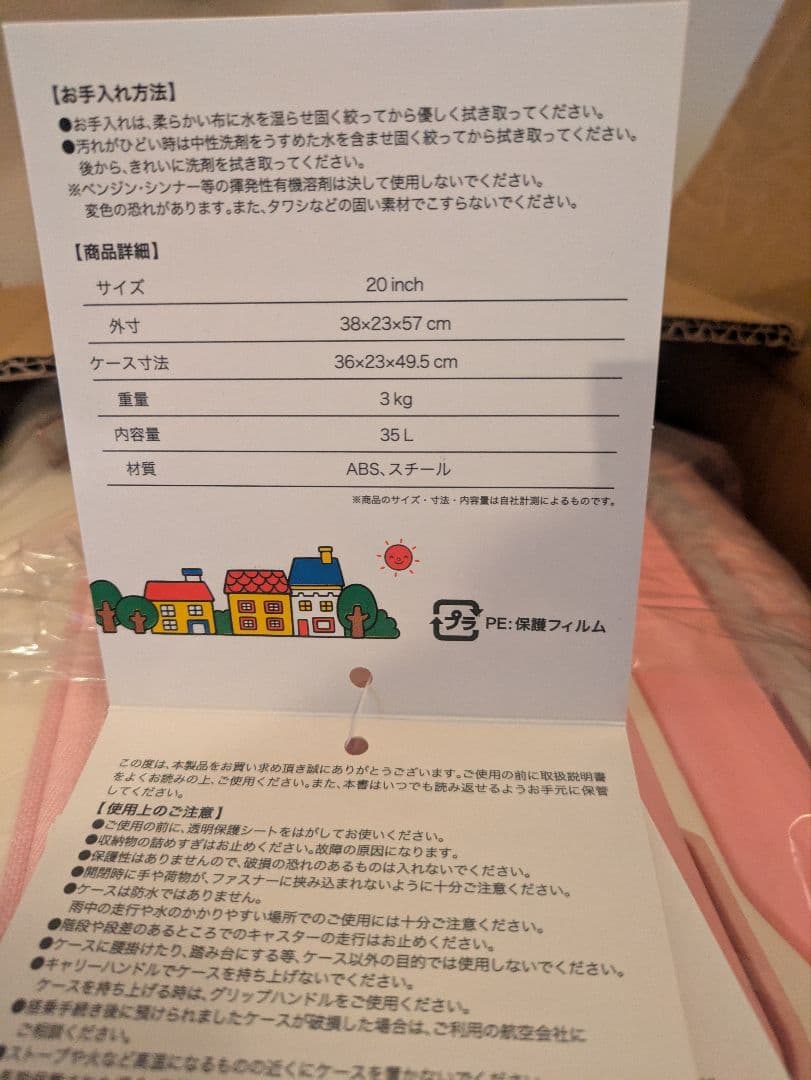 【お手入れ方法】
●お手入れは、柔らかい布に水を湿らせ固く絞ってから優しく拭き取ってください。
●汚れがひどい時は中性洗剤をうすめた水を含ませ固く絞ってから拭き取ってください。
後から、きれいに洗剤を拭き取ってください。
※ベンジン・シンナー等の揮発性有機溶剤は決して使用しないでください。
変色の恐れがあります。また、タワシなどの固い素材でこすらないでください。
【商品詳細】
サイズ 20 inch
外寸 38×23×57 cm
ケース寸法 36×23×49.5 cm
重量 3 kg
内容量 35 L
材質 ABS、スチール
※商品のサイズ・寸法・内容量は自社計測によるものです。
プラ PE:保護フィルム
この度は、本製品をお買い求め頂き誠にありがとうございます。ご使用の前に取扱説明書
をよくお読みの上、ご使用ください。また、本書はいつでも読み返せるようお手元に保管
してください。
【使用上のご注意】
●ご使用の前に、透明保護シートをはがしてお使いください。
●収納物の詰めすぎはお止めください。故障の原因になります。
●保護性はありませんので、破損の恐れのあるものは入れないでください。
●開閉時に手や荷物が、ファスナーに挟み込まれないように十分ご注意ください。
●ケースは防水ではありません。
雨中の走行や水のかかりやすい場所でのご使用には十分ご注意ください。
●階段や段差のあるところでのキャスターの走行はお止めください。
●ケースに腰掛けたり、踏み台にする等、ケース以外の目的では使用しないでください。
●キャリーハンドルでケースを持ち上げないでください。
ケースを持ち上げる時は、グリップハンドルをご使用ください。
●搭乗手続き後に預けられましたケースが破損した場合は、ご利用の航空会社に
ご相談ください。
●ストーブや火など高温になるものの近くにケースを置かないでください。